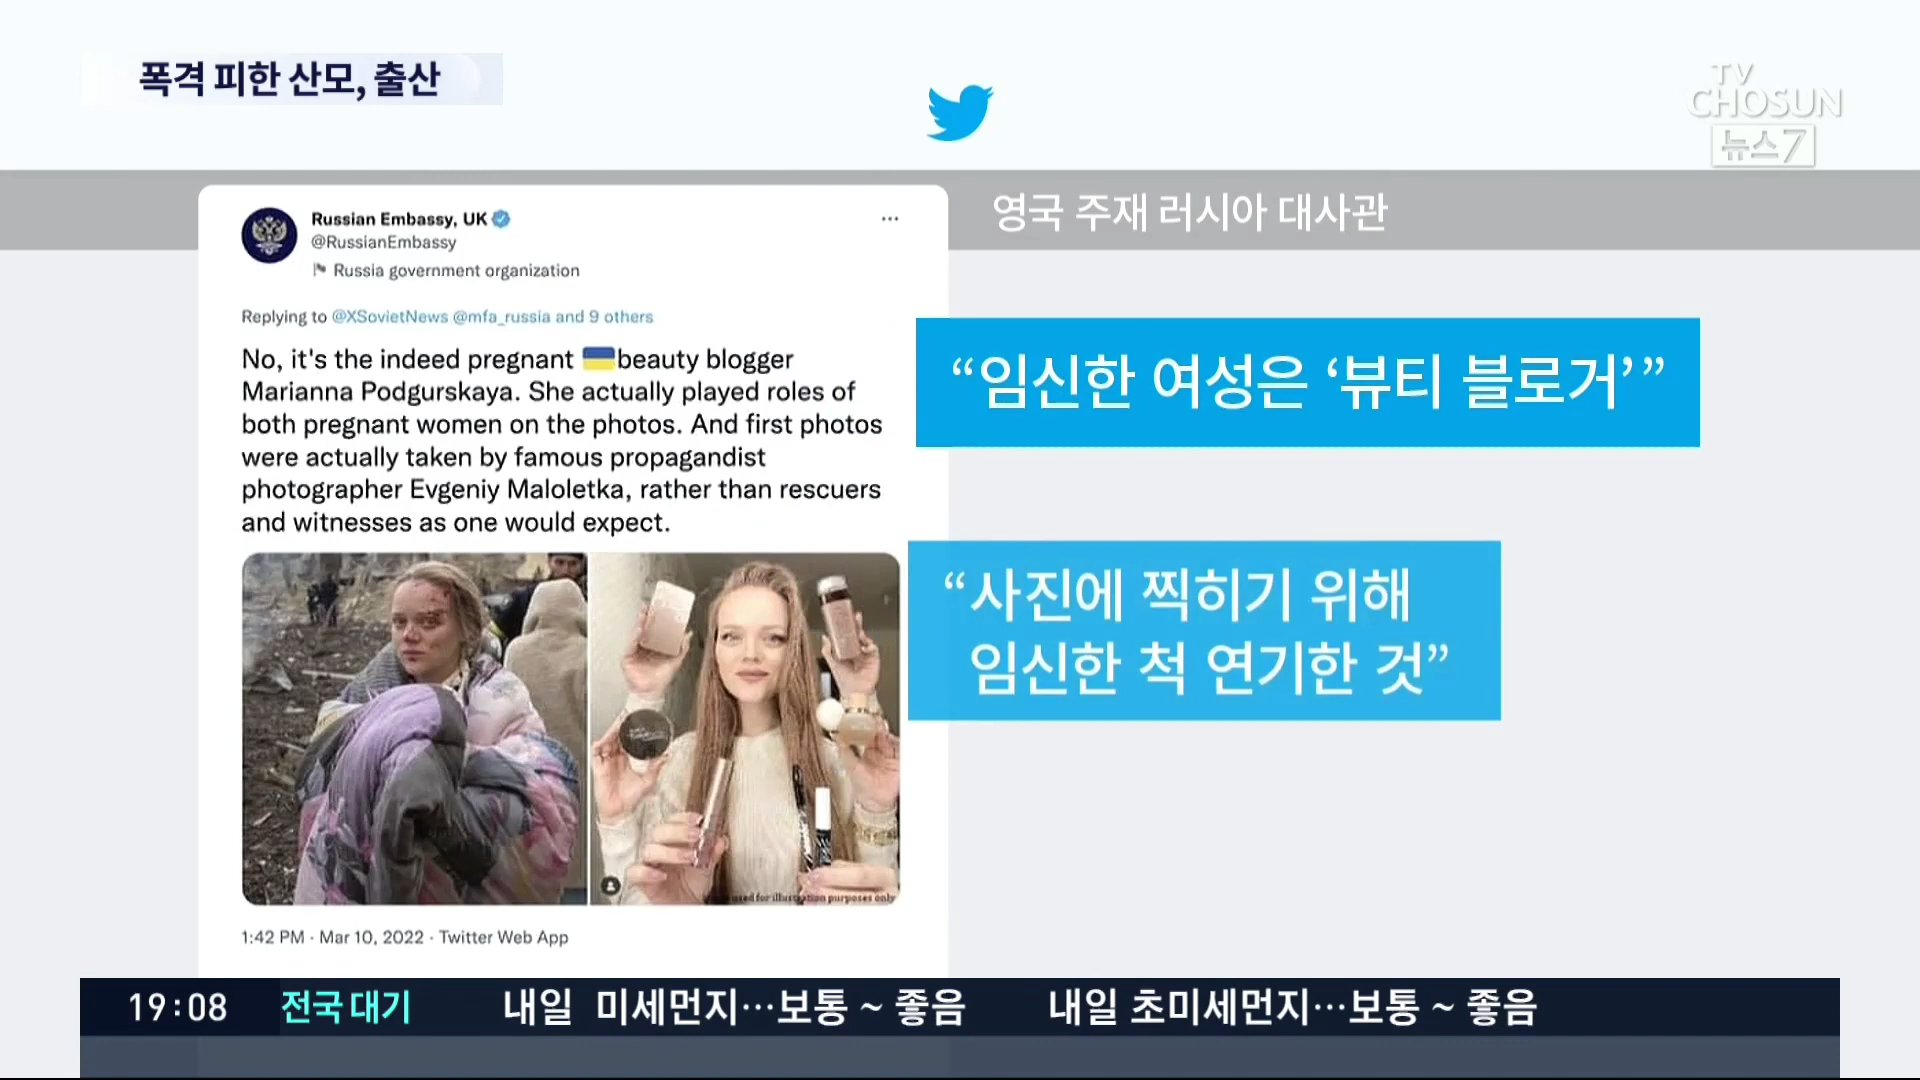 폭격 피한 산모, 출산
TV
CHOSUN
뉴스7
영국 주재 러시아 대사관
Russian Embassy, UK
@RussianEmbassy
Russia government organization
Replying to @XSovietNews @mfa_russia and 9 others
No, it's the indeed pregnant 🇺🇦beauty blogger
Marianna Podgurskaya. She actually played roles of
both pregnant women on the photos. And first photos
were actually taken by famous propagandist
photographer Evgeniy Maloletka, rather than rescuers
and witnesses as one would expect.
“임신한 여성은 ‘뷰티 블로거’”
“사진에 찍히기 위해
임신한 척 연기한 것”
used for illustration purposes only
1:42 PM · Mar 10, 2022 · Twitter Web App
19:08 전국 대기 내일 미세먼지…보통 ~ 좋음 내일 초미세먼지…보통 ~ 좋음